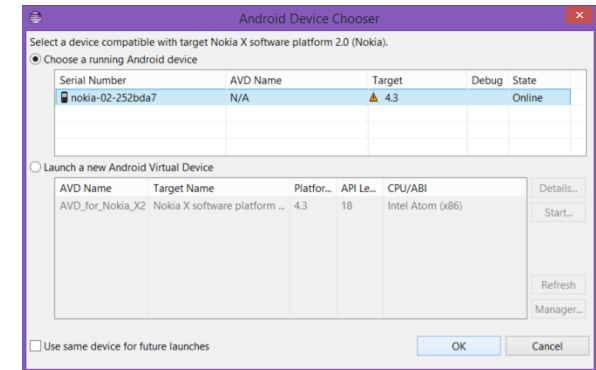 Android Device Chooser
Select a device compatible with target Nokia X software platform 2.0 (Nokia).
Choose a running Android device
Serial Number AVD Name Target Debug State
nokia-02-252bda7 N/A 4.3 Online
Launch a new Android Virtual Device
AVD Name Target Name Platfor... API Le... CPU/ABI
AVD_for_Nokia_X2 Nokia X software platform ... 4.3 18 Intel Atom (x86)
Details...
Start...
Refresh
Manager...
Use same device for future launches
OK Cancel